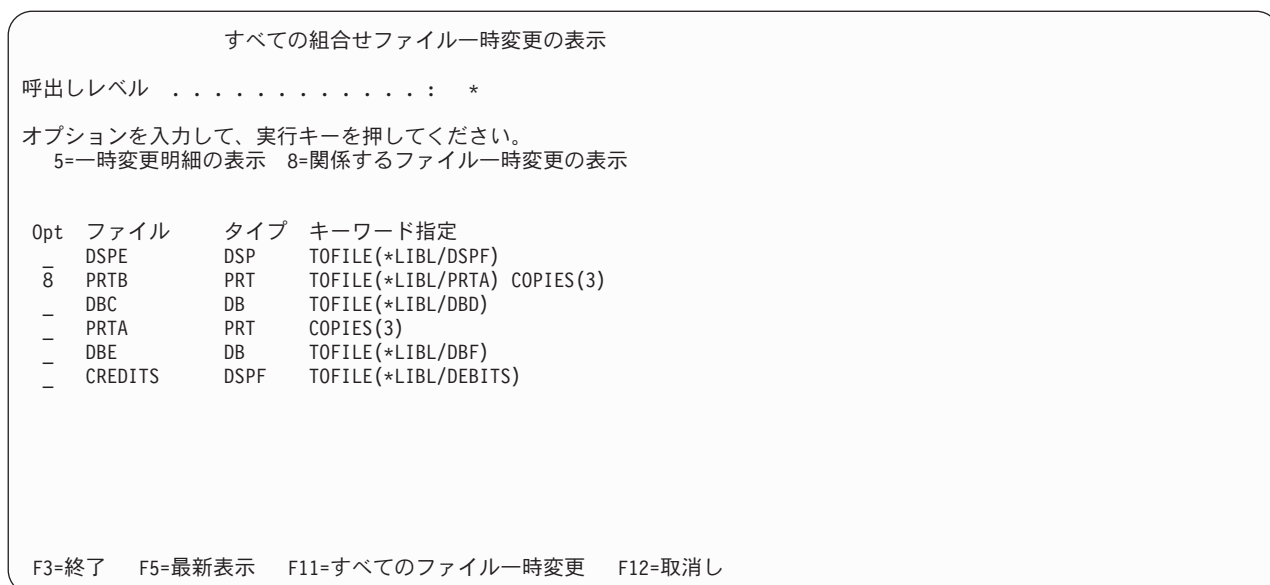 すべての組合せファイル一時変更の表示
呼出しレベル . . . . . . . . . . . . : *
オプションを入力して、実行キーを押してください。
5=一時変更明細の表示 8=関係するファイル一時変更の表示
Opt ファイル タイプ キーワード指定
_ DSPE DSP TOFILE(*LIBL/DSPF)
8 PRTB PRT TOFILE(*LIBL/PRTA) COPIES(3)
_ DBC DB TOFILE(*LIBL/DBD)
_ PRTA PRT COPIES(3)
_ DBE DB TOFILE(*LIBL/DBF)
_ CREDITS DSPF TOFILE(*LIBL/DEBITS)
F3=終了 F5=最新表示 F11=すべてのファイル一時変更 F12=取消し